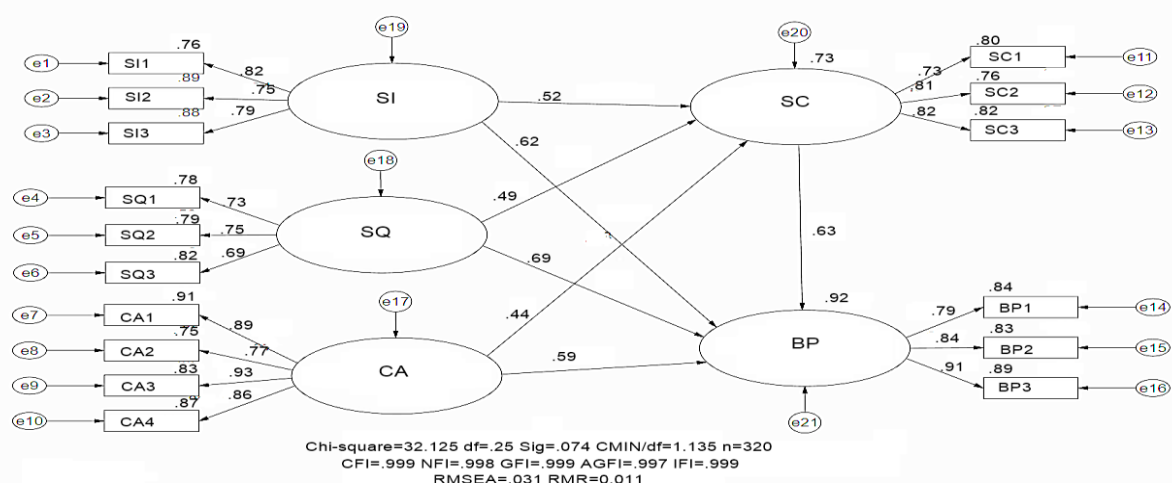 e19
e20
.76
.73
.80
e1
SI1
.82
SI
SC
.73
SC1
e11
.89
.75
.81
.76
e2
SI2
.52
SC2
e12
.88
.79
.82
.82
e3
SI3
.62
SC3
e13
e18
.78
e4
SQ1
.73
.49
.79
e5
SQ2
.75
SQ
.63
.82
.69
.69
e6
SQ3
.91
e17
.92
.84
e7
CA1
.89
.44
.79
BP1
e14
.75
.83
e8
CA2
.77
BP
.84
BP2
e15
.83
.93
CA
.59
.91
.89
e9
CA3
BP3
e16
.87
.86
e10
CA4
e21
Chi-square=32.125 df=.25 Sig=.074 CMIN/df=1.135 n=320
CFI=.999 NFI=.998 GFI=.999 AGFI=.997 IFI=.999
RMSEA=.031 RMR=0.011